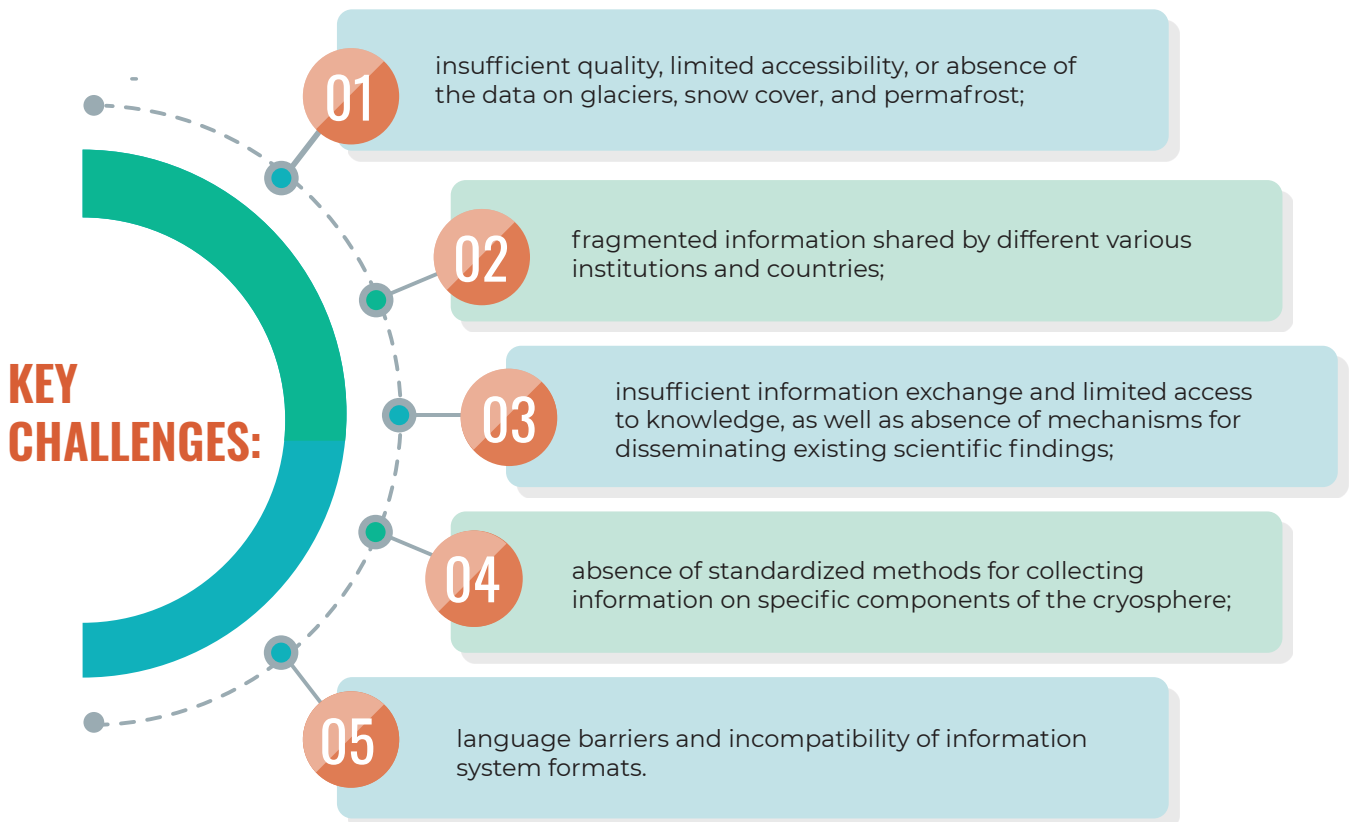 KEY
CHALLENGES:
01
insufficient quality, limited accessibility, or absence of
the data on glaciers, snow cover, and permafrost;
02
fragmented information shared by different various
institutions and countries;
03
insufficient information exchange and limited access
to knowledge, as well as absence of mechanisms for
disseminating existing scientific findings;
04
absence of standardized methods for collecting
information on specific components of the cryosphere;
05
language barriers and incompatibility of information
system formats.